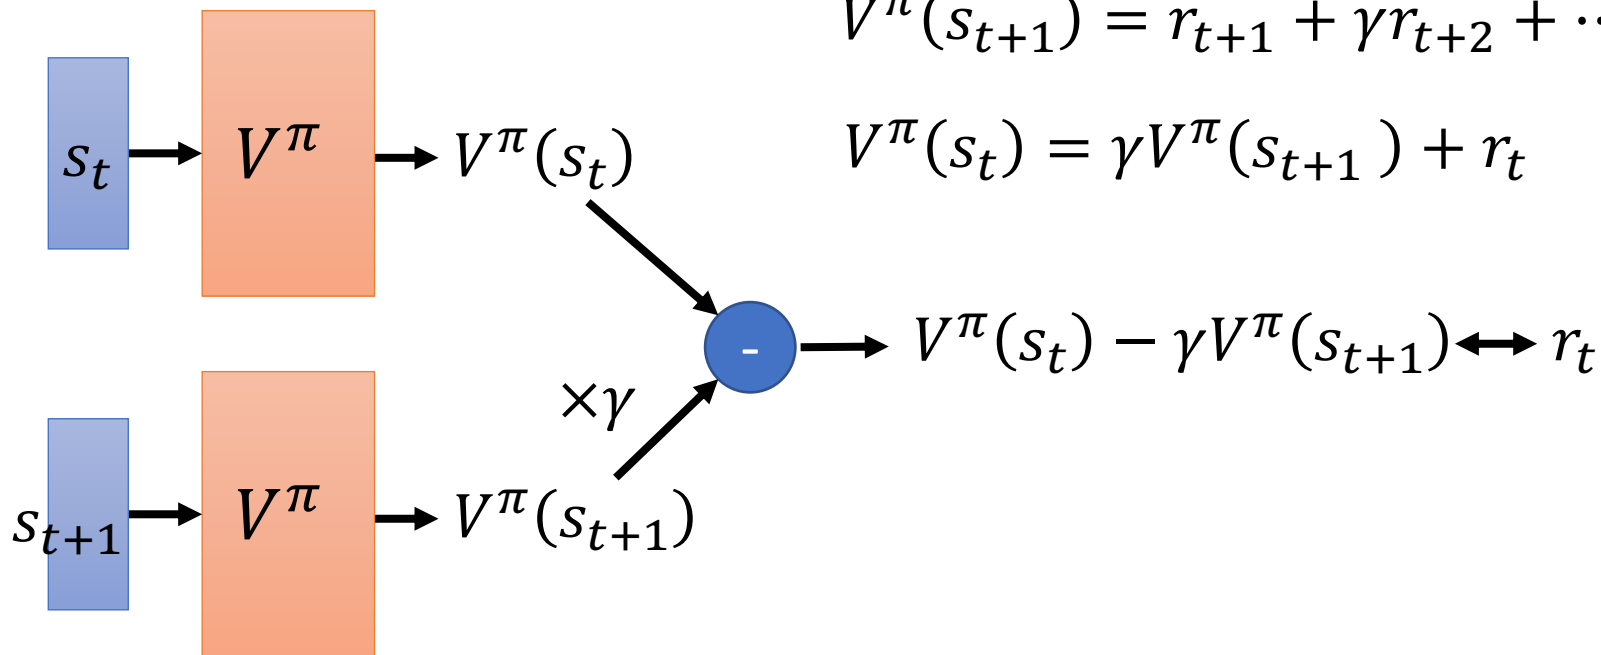 V^π(s_{t+1}) = r_{t+1} + γr_{t+2} + ⋯
s_t
V^π
V^π(s_t)
V^π(s_t) = γV^π(s_{t+1}) + r_t
-
V^π(s_t) − γV^π(s_{t+1}) ↔ r_t
×γ
s_{t+1}
V^π
V^π(s_{t+1})